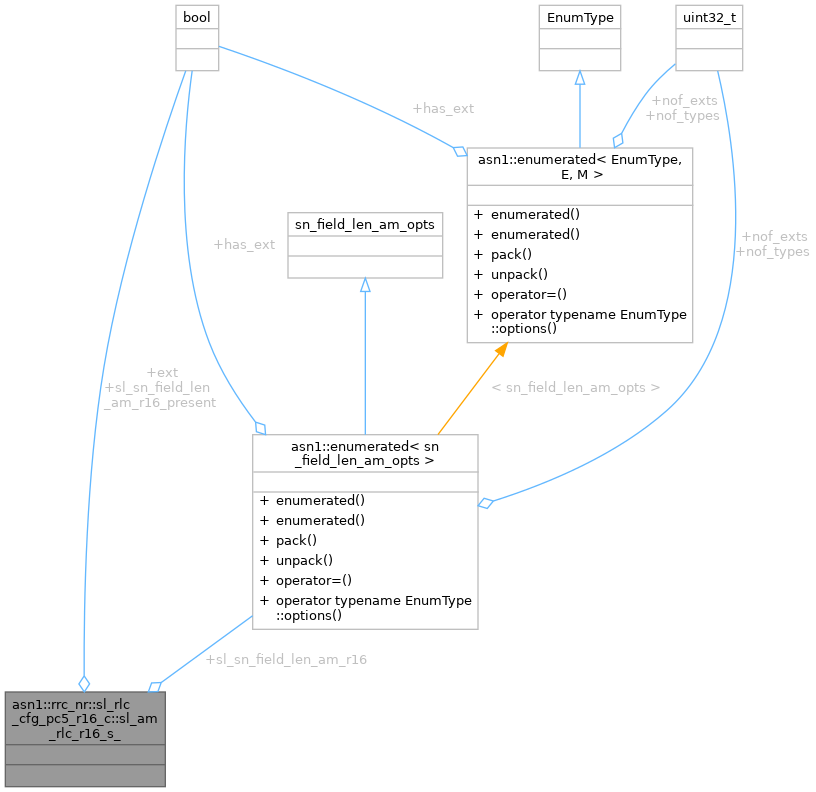 bool
EnumType
uint32_t
+has_ext
+nof_exts
+nof_types
asn1::enumerated< EnumType,
E, M >
+ enumerated()
+ enumerated()
+ pack()
+ unpack()
+ operator=()
+ operator typename EnumType
::options()
sn_field_len_am_opts
+has_ext
+nof_exts
+nof_types
+ext
+sl_sn_field_len
_am_r16_present
< sn_field_len_am_opts >
asn1::enumerated< sn
_field_len_am_opts >
+ enumerated()
+ enumerated()
+ pack()
+ unpack()
+ operator=()
+ operator typename EnumType
::options()
+sl_sn_field_len_am_r16
asn1::rrc_nr::sl_rlc
_cfg_pc5_r16_c::sl_am
_rlc_r16_s_